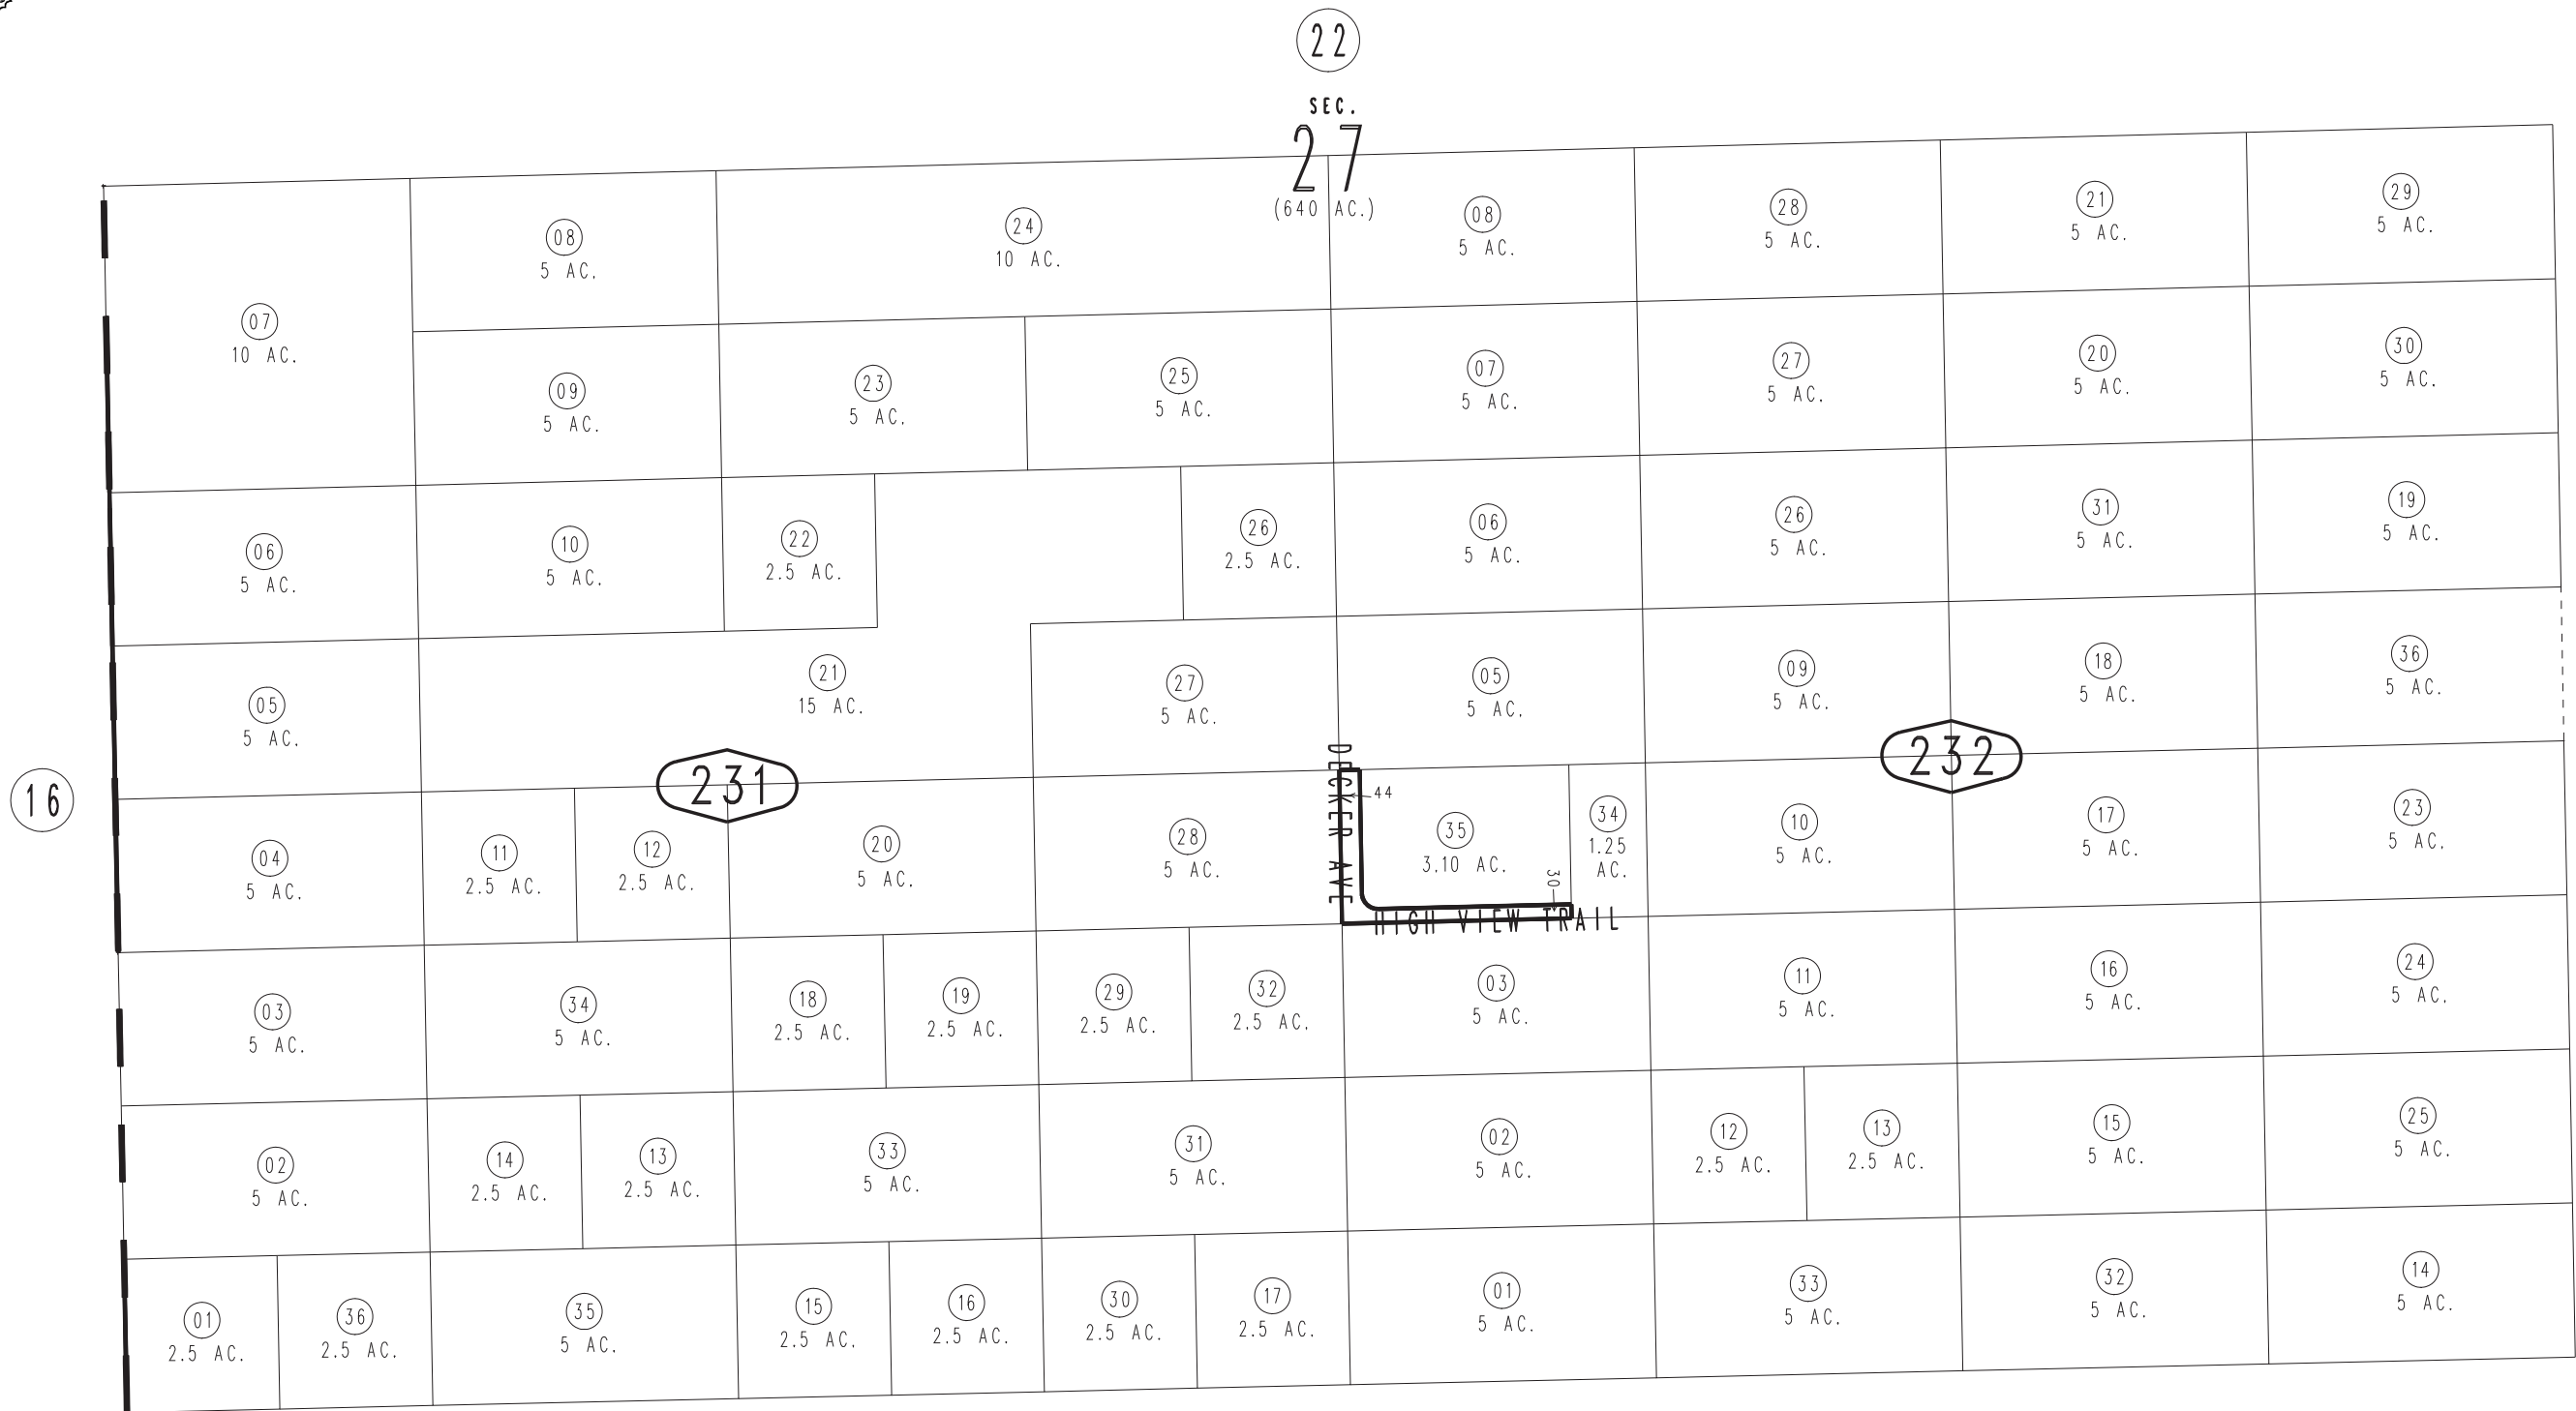 22
SEC.
27
(640 AC.)
08
5 AC.
24
10 AC.
08
5 AC.
28
5 AC.
21
5 AC.
29
5 AC.
07
10 AC.
09
5 AC.
23
5 AC.
25
5 AC.
07
5 AC.
27
5 AC.
20
5 AC.
30
5 AC.
06
5 AC.
10
5 AC.
22
2.5 AC.
26
2.5 AC.
06
5 AC.
26
5 AC.
31
5 AC.
19
5 AC.
05
5 AC.
21
15 AC.
27
5 AC.
05
5 AC.
09
5 AC.
18
5 AC.
36
5 AC.
16
231
232
04
5 AC.
11
2.5 AC.
12
2.5 AC.
20
5 AC.
28
5 AC.
DECKER AVE
44
35
3.10 AC.
30
34
1.25
AC.
10
5 AC.
17
5 AC.
23
5 AC.
HIGH VIEW TRAIL
03
5 AC.
34
5 AC.
18
2.5 AC.
19
2.5 AC.
29
2.5 AC.
32
2.5 AC.
03
5 AC.
11
5 AC.
16
5 AC.
24
5 AC.
02
5 AC.
14
2.5 AC.
13
2.5 AC.
33
5 AC.
31
5 AC.
02
5 AC.
12
2.5 AC.
13
2.5 AC.
15
5 AC.
25
5 AC.
01
2.5 AC.
36
2.5 AC.
35
5 AC.
15
2.5 AC.
16
2.5 AC.
30
2.5 AC.
17
2.5 AC.
01
5 AC.
33
5 AC.
32
5 AC.
14
5 AC.